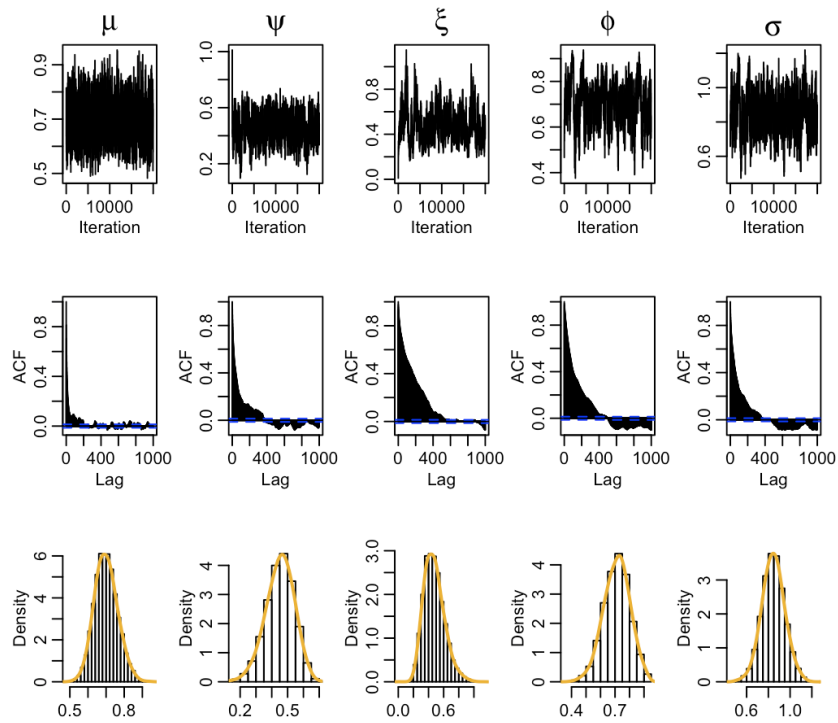 μ ψ ξ ϕ σ
0.5 0.7 0.9
0 10000
Iteration
0.2 0.6 1.0
0 10000
Iteration
0.0 0.4 0.8
0 10000
Iteration
0.4 0.6 0.8
0 10000
Iteration
0.6 1.0
0 10000
Iteration
ACF
0.0 0.4 0.8
0 400 1000
Lag
ACF
0.0 0.4 0.8
0 400 1000
Lag
ACF
0.0 0.4 0.8
0 400 1000
Lag
ACF
0.0 0.4 0.8
0 400 1000
Lag
ACF
0.0 0.4 0.8
0 400 1000
Lag
Density
0 2 4 6
0.5 0.8
Density
0 1 2 3 4
0.2 0.5
Density
0.0 1.0 2.0 3.0
0.0 0.6
Density
0 1 2 3 4
0.4 0.7
Density
0 1 2 3
0.6 1.0